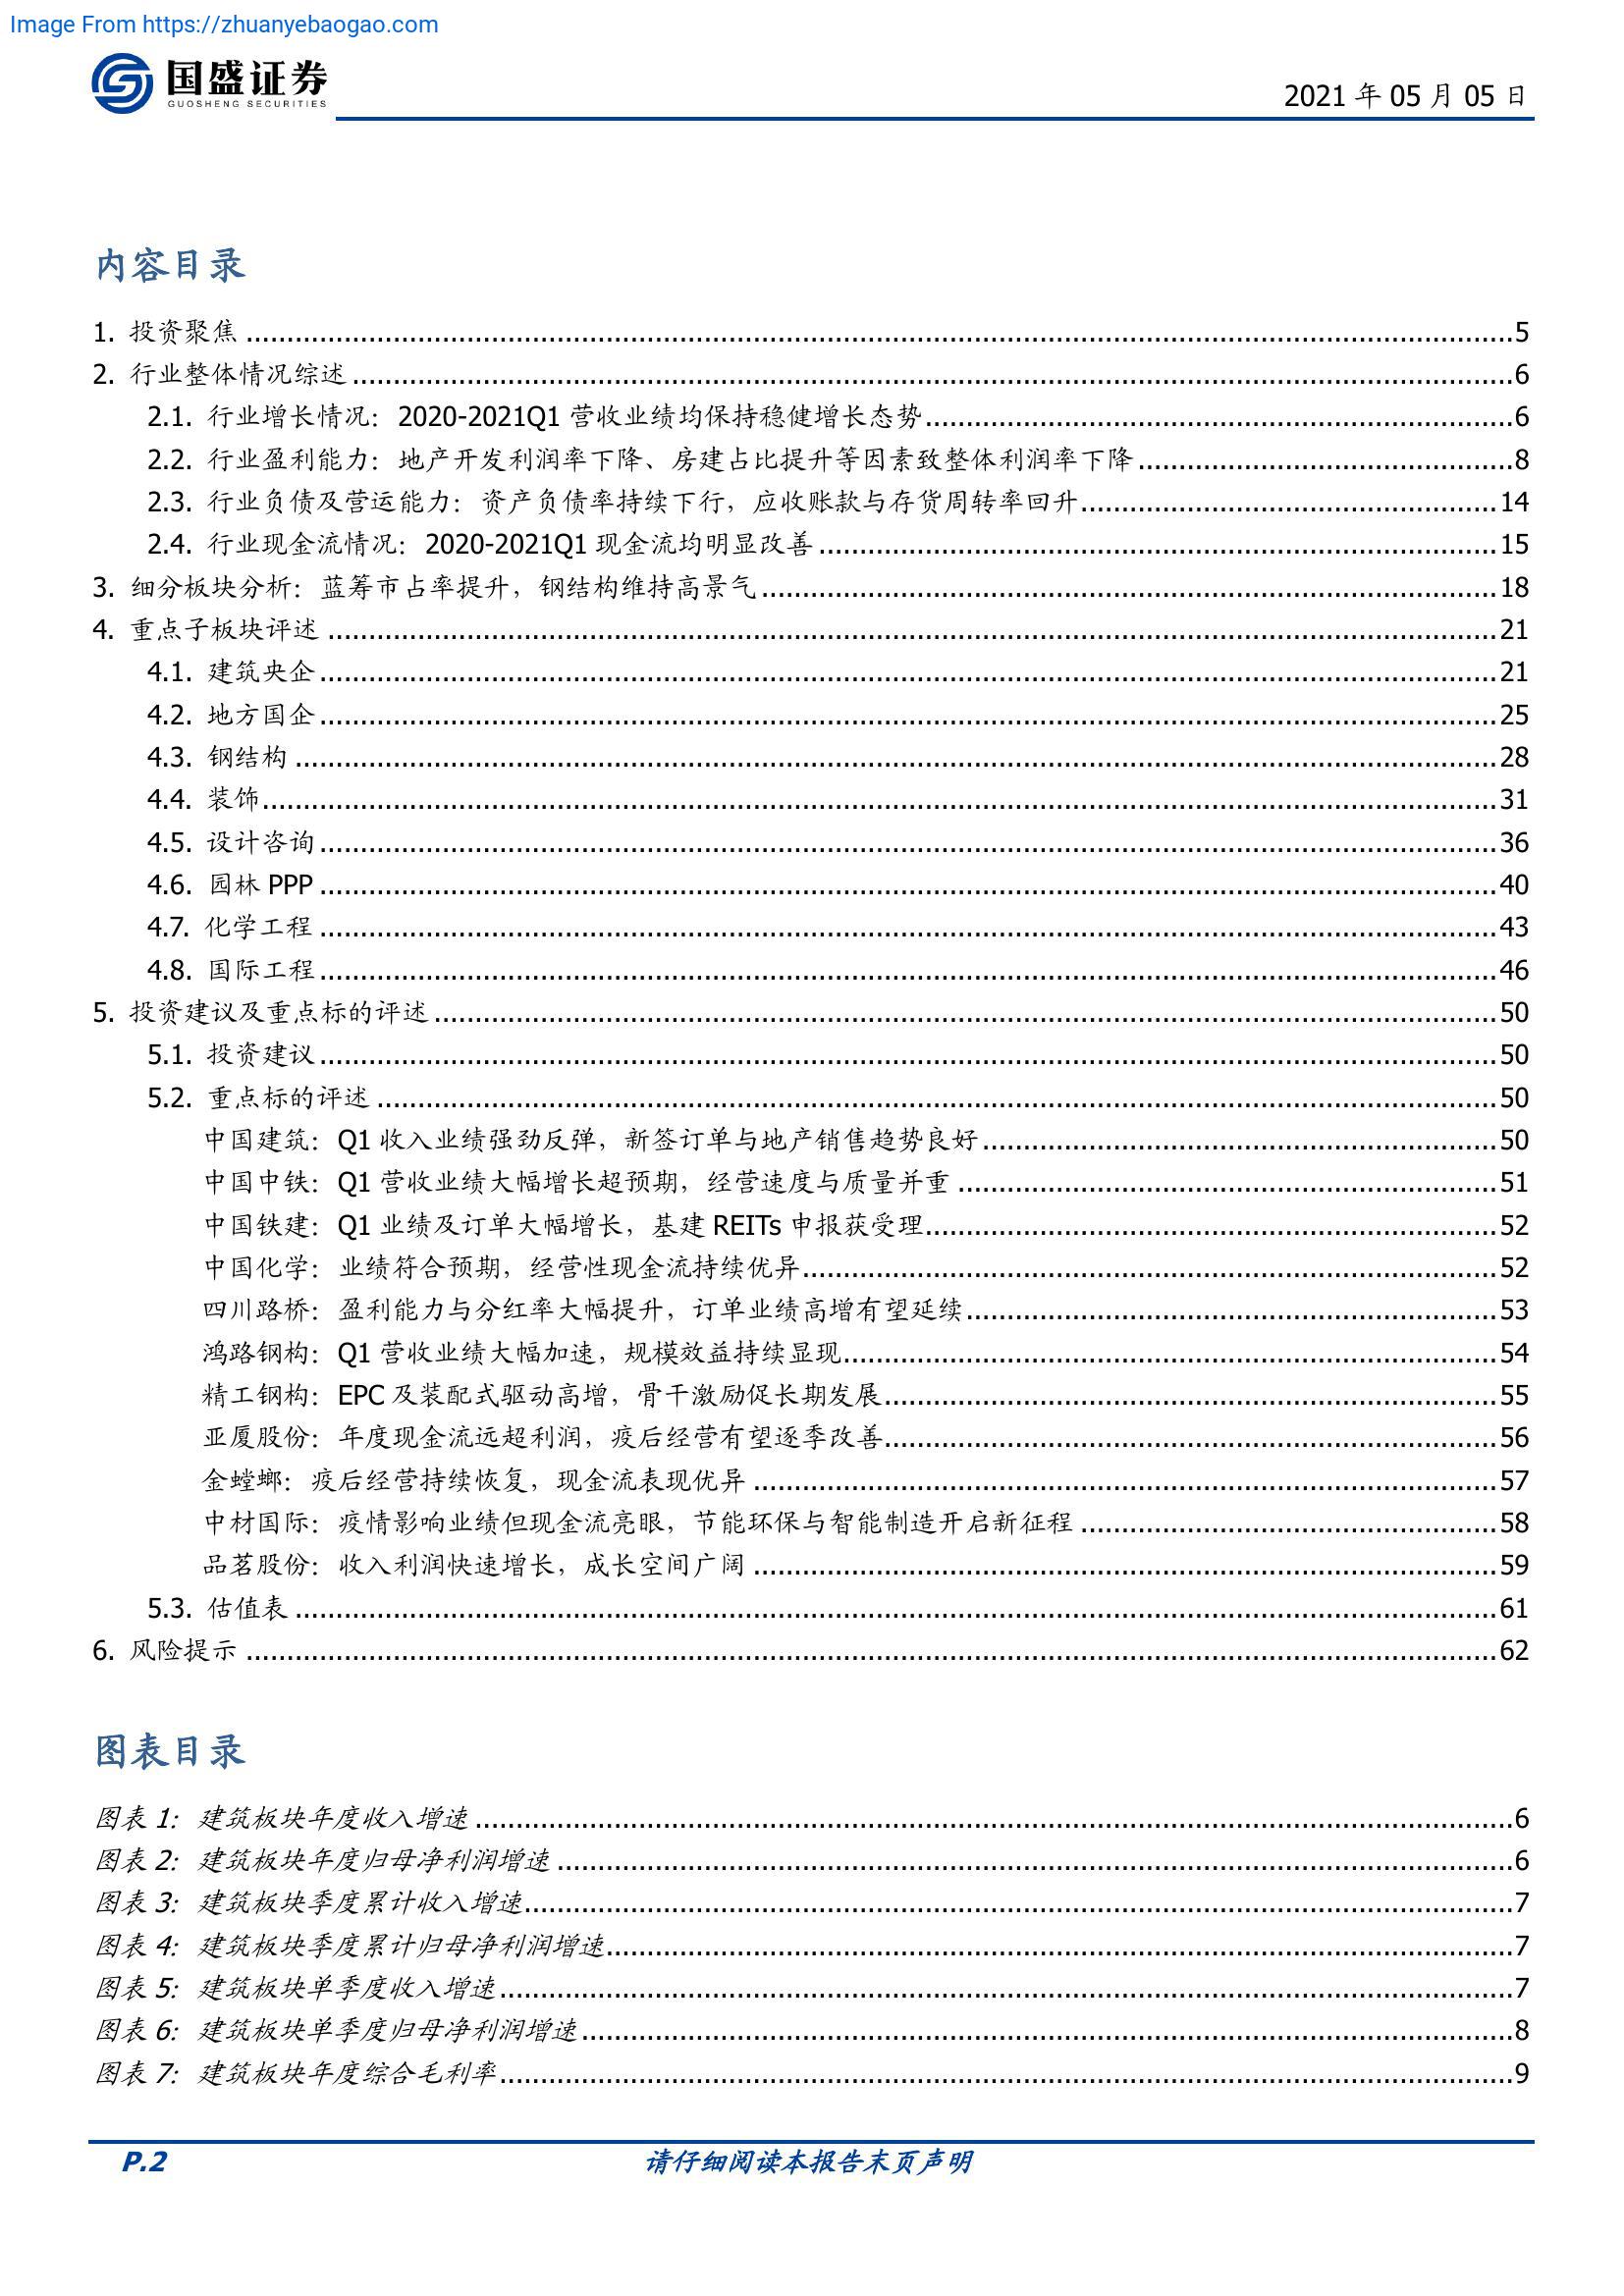 Image From https://zhuanyebaogao.com
国盛证券
GUOSHENG SECURITIES
2021 年 05 月 05 日
内容目录
1. 投资聚焦 ........ 5
2. 行业整体情况综述 ........ 6
2.1. 行业增长情况：2020-2021Q1 营收业绩均保持稳健增长态势 ........ 6
2.2. 行业盈利能力：地产开发利润率下降、房建占比提升等因素致整体利润率下降 ........ 8
2.3. 行业负债及营运能力：资产负债率持续下行，应收账款与存货周转率回升 ........ 14
2.4. 行业现金流情况：2020-2021Q1 现金流均明显改善 ........ 15
3. 细分板块分析：蓝筹市占率提升，钢结构维持高景气 ........ 18
4. 重点子板块评述 ........ 21
4.1. 建筑央企 ........ 21
4.2. 地方国企 ........ 25
4.3. 钢结构 ........ 28
4.4. 装饰 ........ 31
4.5. 设计咨询 ........ 36
4.6. 园林 PPP ........ 40
4.7. 化学工程 ........ 43
4.8. 国际工程 ........ 46
5. 投资建议及重点标的评述 ........ 50
5.1. 投资建议 ........ 50
5.2. 重点标的评述 ........ 50
中国建筑：Q1 收入业绩强劲反弹，新签订单与地产销售趋势良好 ........ 50
中国中铁：Q1 营收业绩大幅增长超预期，经营速度与质量并重 ........ 51
中国铁建：Q1 业绩及订单大幅增长，基建 REITs 申报获受理 ........ 52
中国化学：业绩符合预期，经营性现金流持续优异 ........ 52
四川路桥：盈利能力与分红率大幅提升，订单业绩高增有望延续 ........ 53
鸿路钢构：Q1 营收业绩大幅加速，规模效益持续显现 ........ 54
精工钢构：EPC 及装配式驱动高增，骨干激励促长期发展 ........ 55
亚厦股份：年度现金流远超利润，疫后经营有望逐季改善 ........ 56
金螳螂：疫后经营持续恢复，现金流表现优异 ........ 57
中材国际：疫情影响业绩但现金流亮眼，节能环保与智能制造开启新征程 ........ 58
品茗股份：收入利润快速增长，成长空间广阔 ........ 59
5.3. 估值表 ........ 61
6. 风险提示 ........ 62
图表目录
图表 1：建筑板块年度收入增速 ........ 6
图表 2：建筑板块年度归母净利润增速 ........ 6
图表 3：建筑板块季度累计收入增速 ........ 7
图表 4：建筑板块季度累计归母净利润增速 ........ 7
图表 5：建筑板块单季度收入增速 ........ 7
图表 6：建筑板块单季度归母净利润增速 ........ 8
图表 7：建筑板块年度综合毛利率 ........ 9
P.2
请仔细阅读本报告末页声明